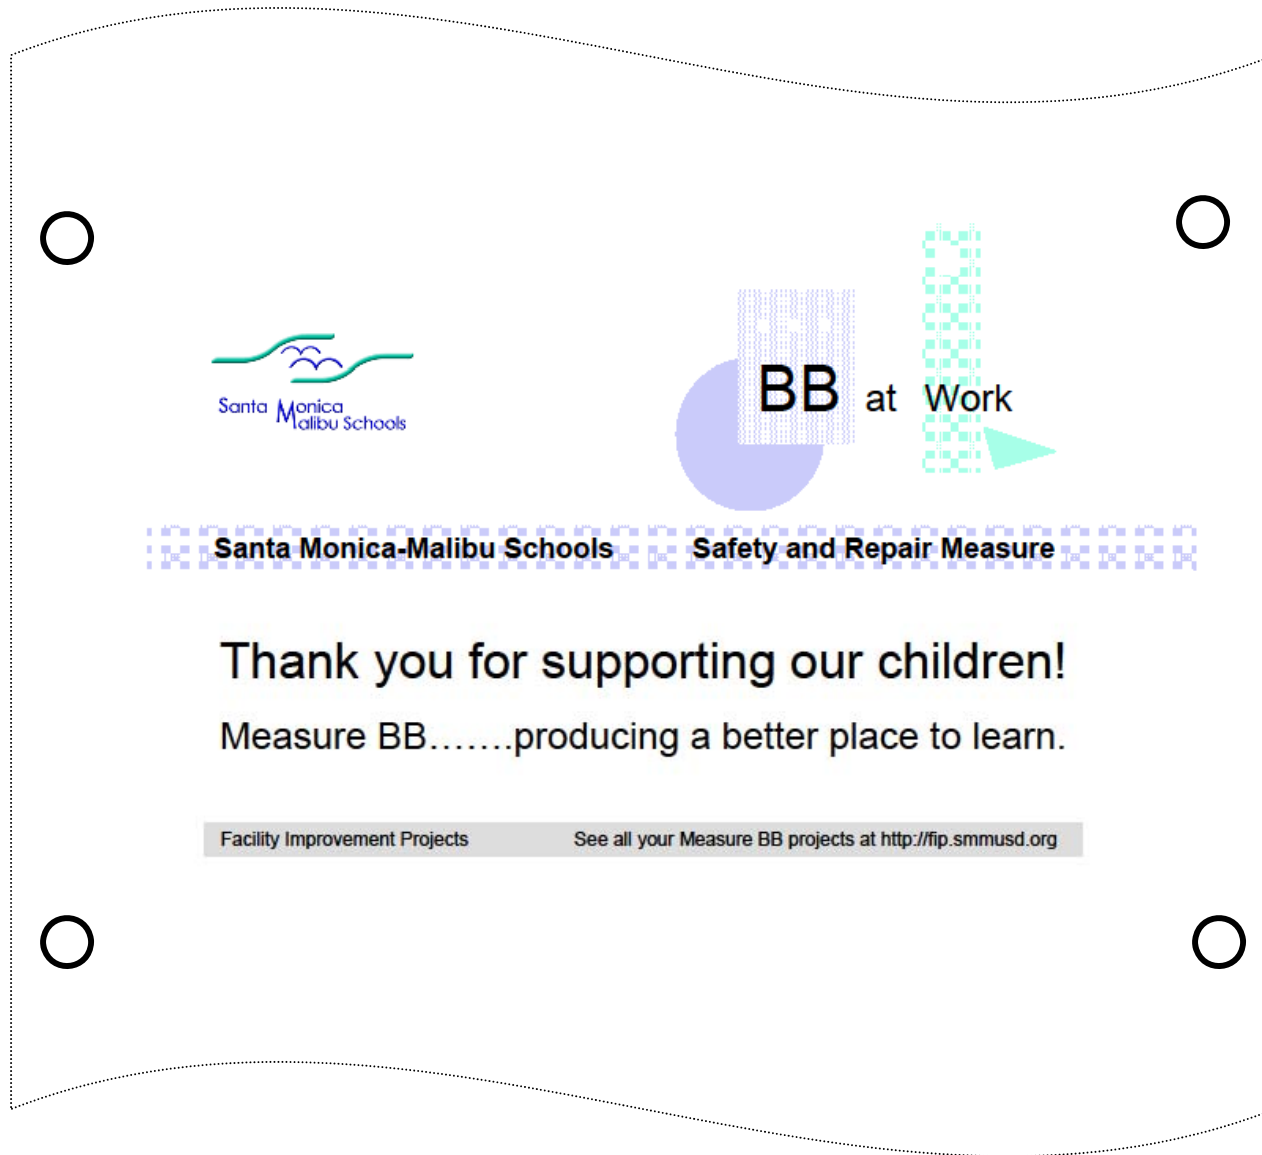 Santa Monica
Malibu Schools
BB at Work
Santa Monica-Malibu Schools Safety and Repair Measure
Thank you for supporting our children!
Measure BB.......producing a better place to learn.
Facility Improvement Projects See all your Measure BB projects at http://fip.smmusd.org